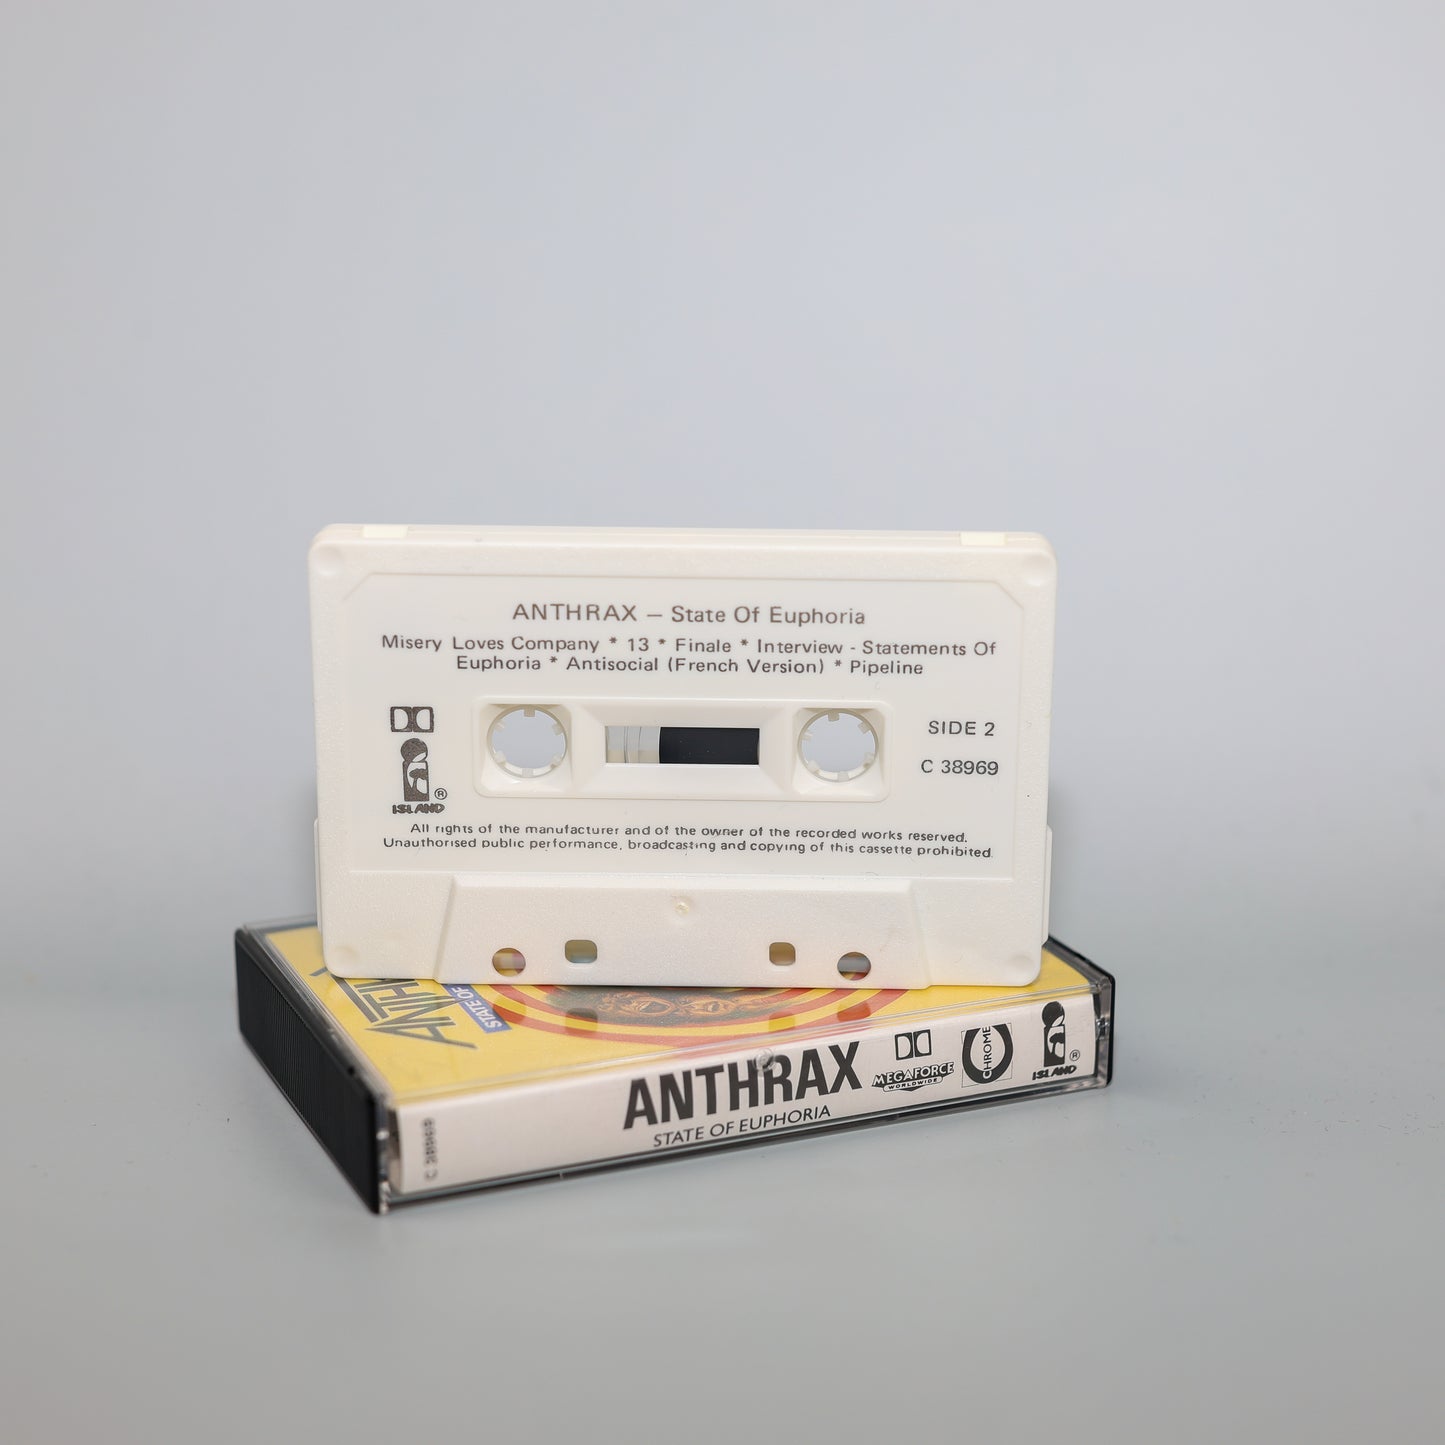 ANTHRAX — State Of Euphoria
Misery Loves Company * 13 * Finale * Interview - Statements Of
Euphoria * Antisocial (French Version) * Pipeline
SIDE 2
C 38969
ISLAND ®
All rights of the manufacturer and of the owner of the recorded works reserved.
Unauthorised public performance, broadcasting and copying of this cassette prohibited.
STATE OF
C 38969
ANTHRAX
STATE OF EUPHORIA
MEGAFORCE
WORLDWIDE
CHROME
ISLAND ®